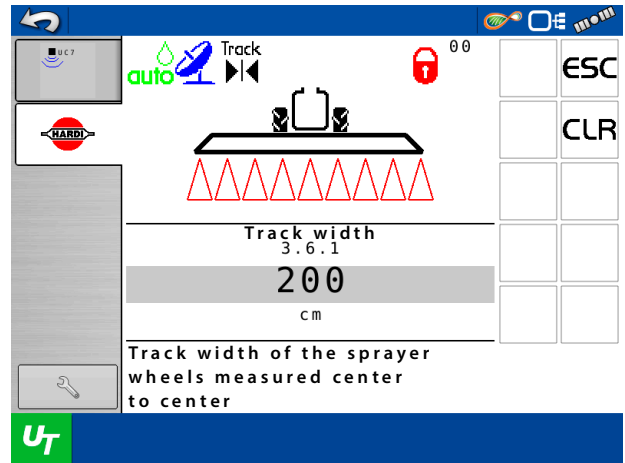 UC7
auto
Track
00
ESC
HARDI
CLR
Track width
3.6.1
200
cm
Track width of the sprayer
wheels measured center
to center
UT